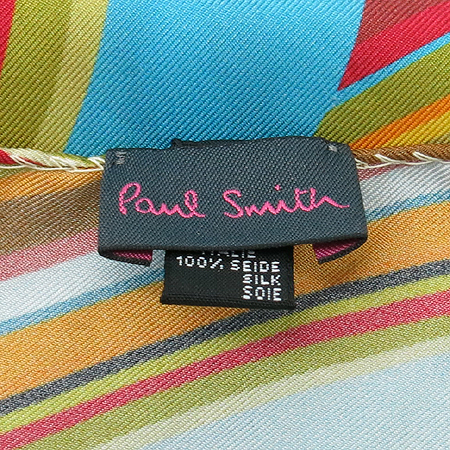 Paul Smith
100% SEIDE
SILK
SOIE